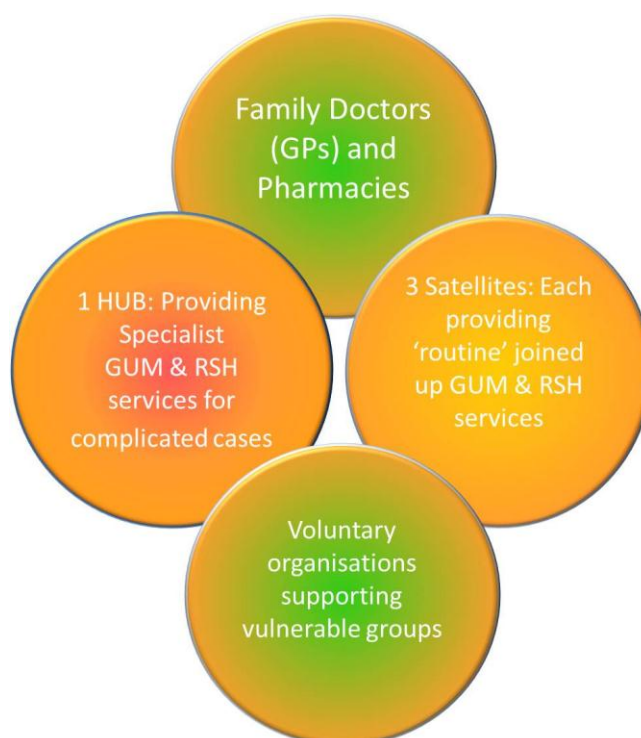 Family Doctors
(GPs) and
Pharmacies
1 HUB: Providing
Specialist
GUM & RSH
services for
complicated cases
3 Satellites: Each
providing
‘routine’ joined
up GUM & RSH
services
Voluntary
organisations
supporting
vulnerable groups